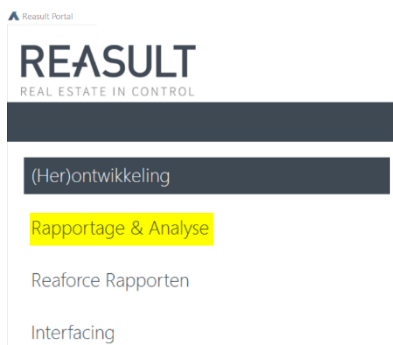 Reasult Portal
REASULT
REAL ESTATE IN CONTROL
(Her)ontwikkeling
Rapportage & Analyse
Reaforce Rapporten
Interfacing